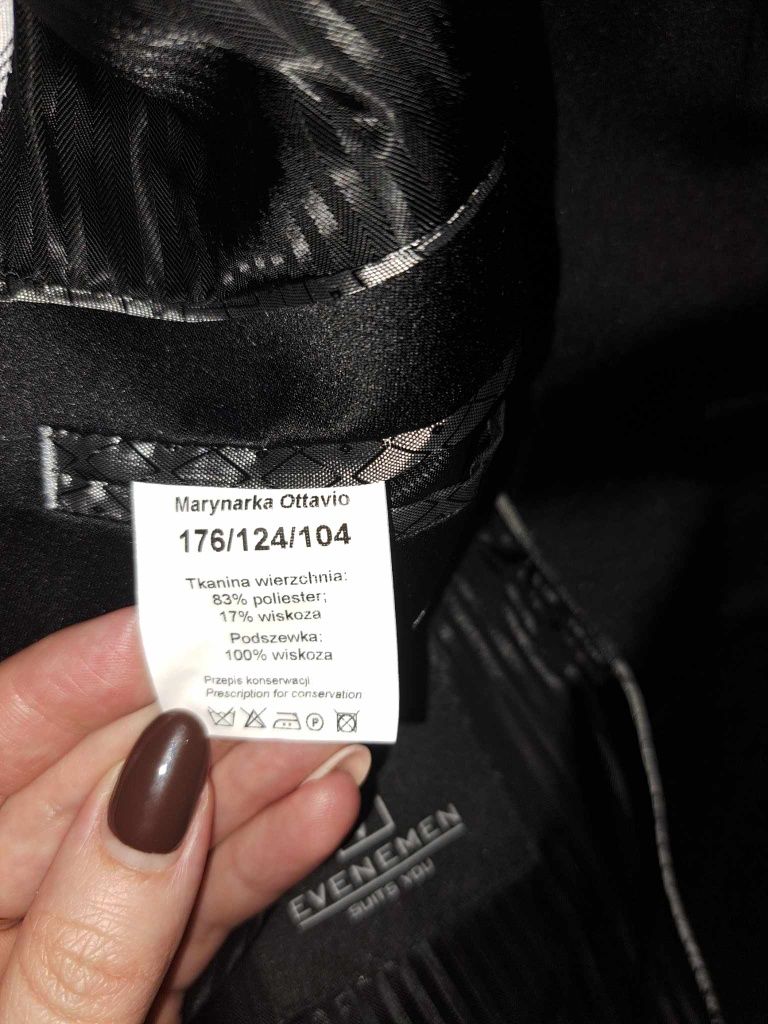 Marynarka Ottavio
176/124/104
Tkanina wierzchnia:
83% poliester;
17% wiskoza
Podszewka:
100% wiskoza
Przepis konserwacji
Prescription for conservation
P
EVENEMEN
SUITS YOU